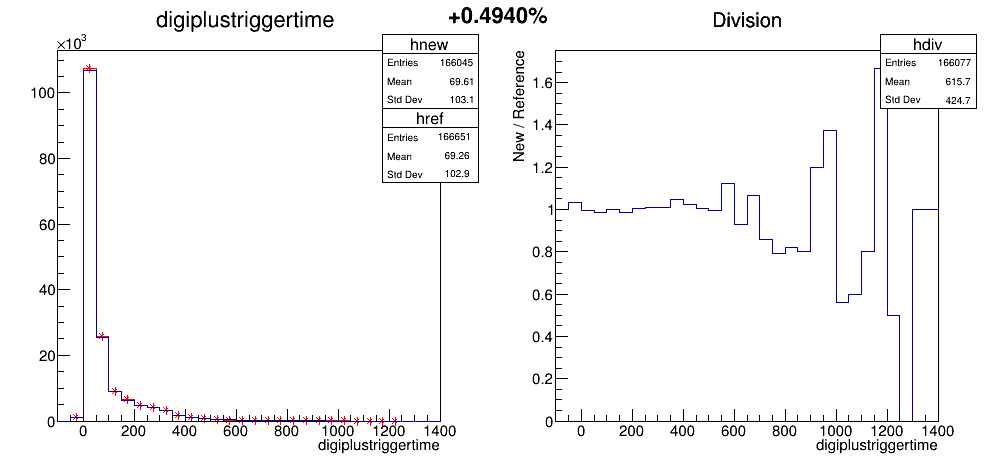 +0.4940%
digiplustriggertime
×10³
hnew
Entries 166045
Mean 69.61
Std Dev 103.1
href
Entries 166651
Mean 69.26
Std Dev 102.9
100
80
60
40
20
0
0 200 400 600 800 1000 1200 1400
digiplustriggertime
Division
hdiv
Entries 166077
Mean 615.7
Std Dev 424.7
New / Reference
1.6
1.4
1.2
1
0.8
0.6
0.4
0.2
0
0 200 400 600 800 1000 1200 1400
digiplustriggertime